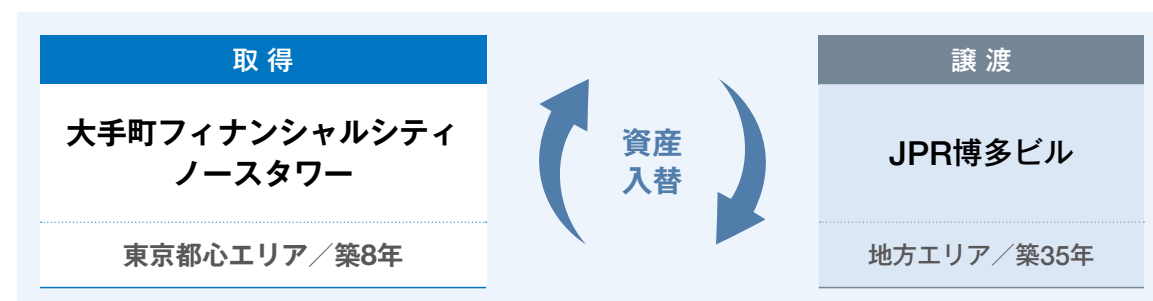 取得
大手町フィナンシャルシティ
ノースタワー
東京都心エリア／築8年
資産
入替
譲渡
JPR博多ビル
地方エリア／築35年